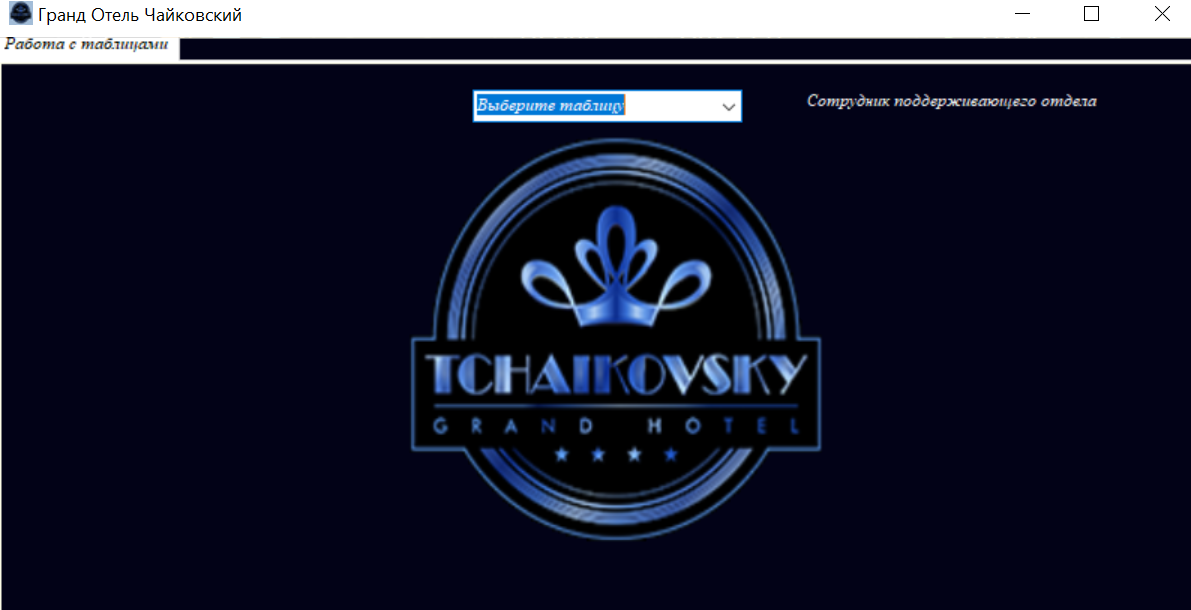 Гранд Отель Чайковский
Работа с таблицами
Выберите таблицу
Сотрудник поддерживающего отдела
TCHAIKOVSKY
GRAND HOTEL